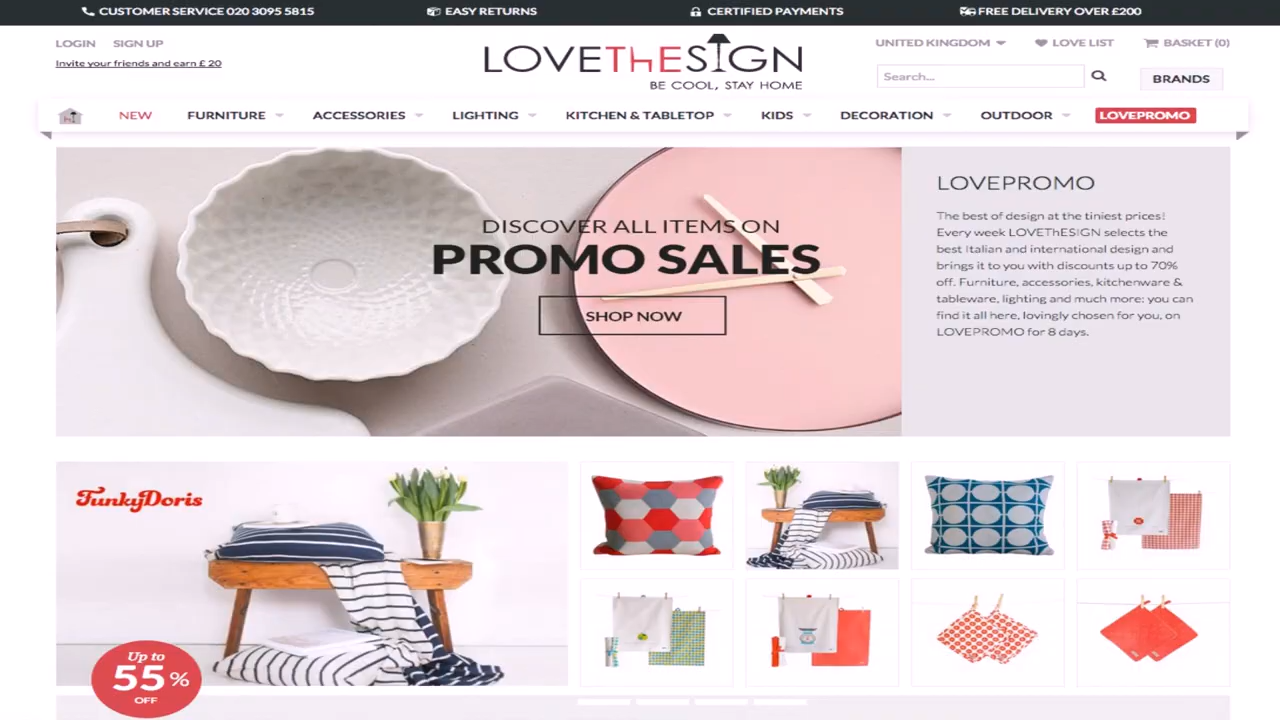 CUSTOMER SERVICE 020 3095 5815 EASY RETURNS CERTIFIED PAYMENTS FREE DELIVERY OVER £200
LOGIN SIGN UP
Invite your friends and earn £ 20
LOVETHESIGN
BE COOL, STAY HOME
UNITED KINGDOM LOVE LIST BASKET (0)
Search...
BRANDS
NEW FURNITURE ACCESSORIES LIGHTING KITCHEN & TABLETOP KIDS DECORATION OUTDOOR LOVEPROMO
DISCOVER ALL ITEMS ON
PROMO SALES
SHOP NOW
LOVEPROMO
The best of design at the tiniest prices!
Every week LOVEThESIGN selects the
best Italian and international design and
brings it to you with discounts up to 70%
off. Furniture, accessories, kitchenware &
tableware, lighting and much more: you can
find it all here, lovingly chosen for you, on
LOVEPROMO for 8 days.
FunkyDoris
Up to
55%
OFF